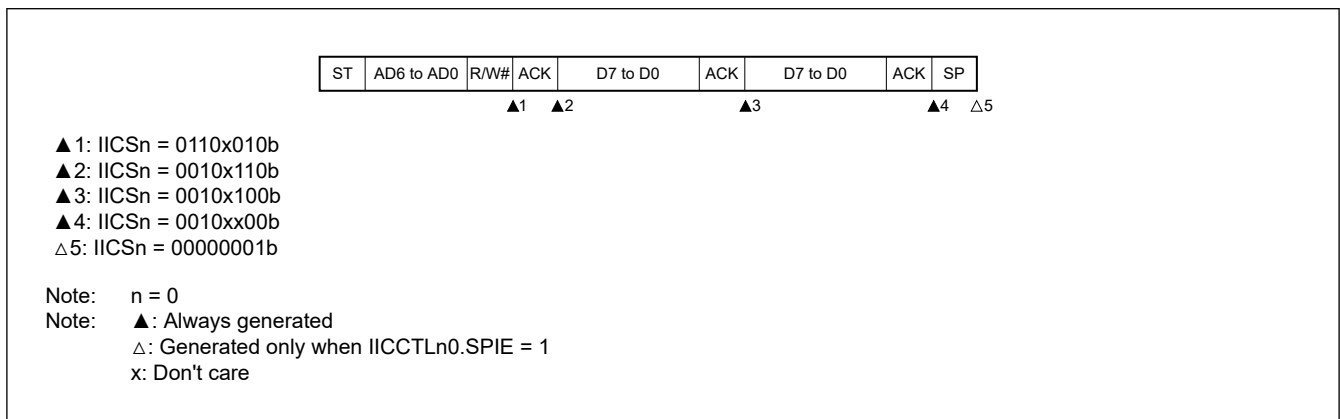 ST AD6 to AD0 R/W# ACK D7 to D0 ACK D7 to D0 ACK SP
▲1 ▲2 ▲3 ▲4 △5
▲1: IICSn = 0110x010b
▲2: IICSn = 0010x110b
▲3: IICSn = 0010x100b
▲4: IICSn = 0010xx00b
△5: IICSn = 00000001b
Note: n = 0
Note: ▲: Always generated
△: Generated only when IICCTLn0.SPIE = 1
x: Don't care